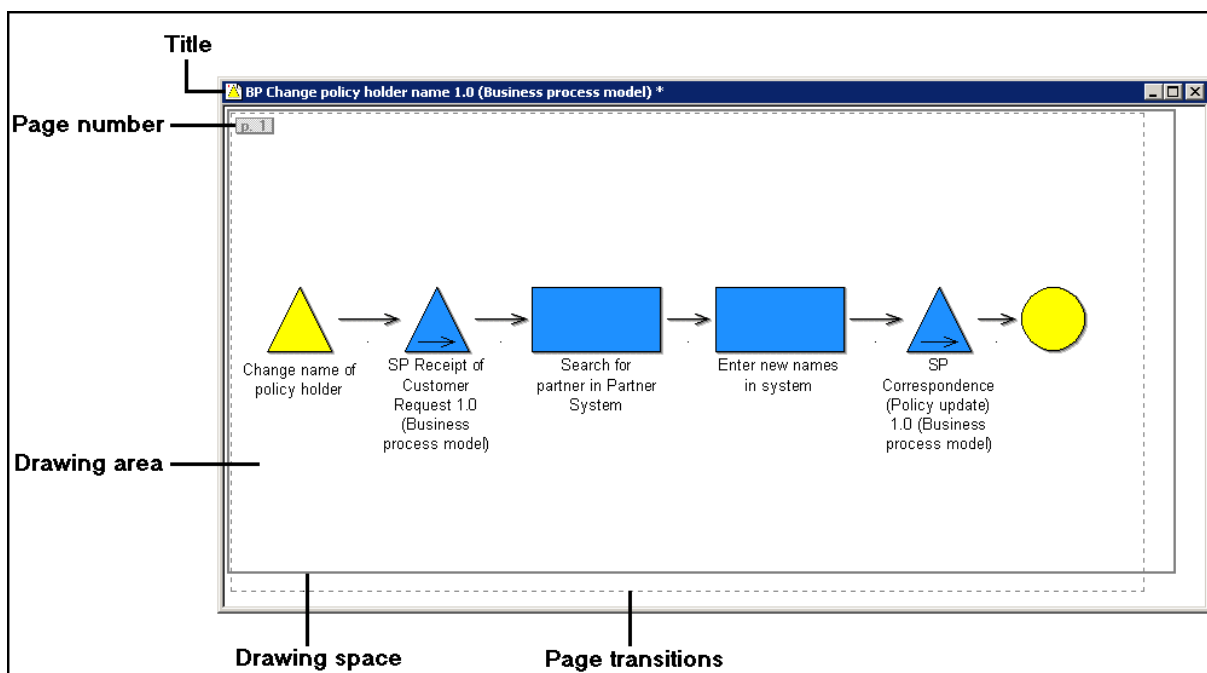 Title
BP Change policy holder name 1.0 (Business process model) *
Page number
p. 1
Change name of
policy holder
SP Receipt of
Customer
Request 1.0
(Business
process model)
Search for
partner in Partner
System
Enter new names
in system
SP
Correspondence
(Policy update)
1.0 (Business
process model)
Drawing area
Drawing space
Page transitions